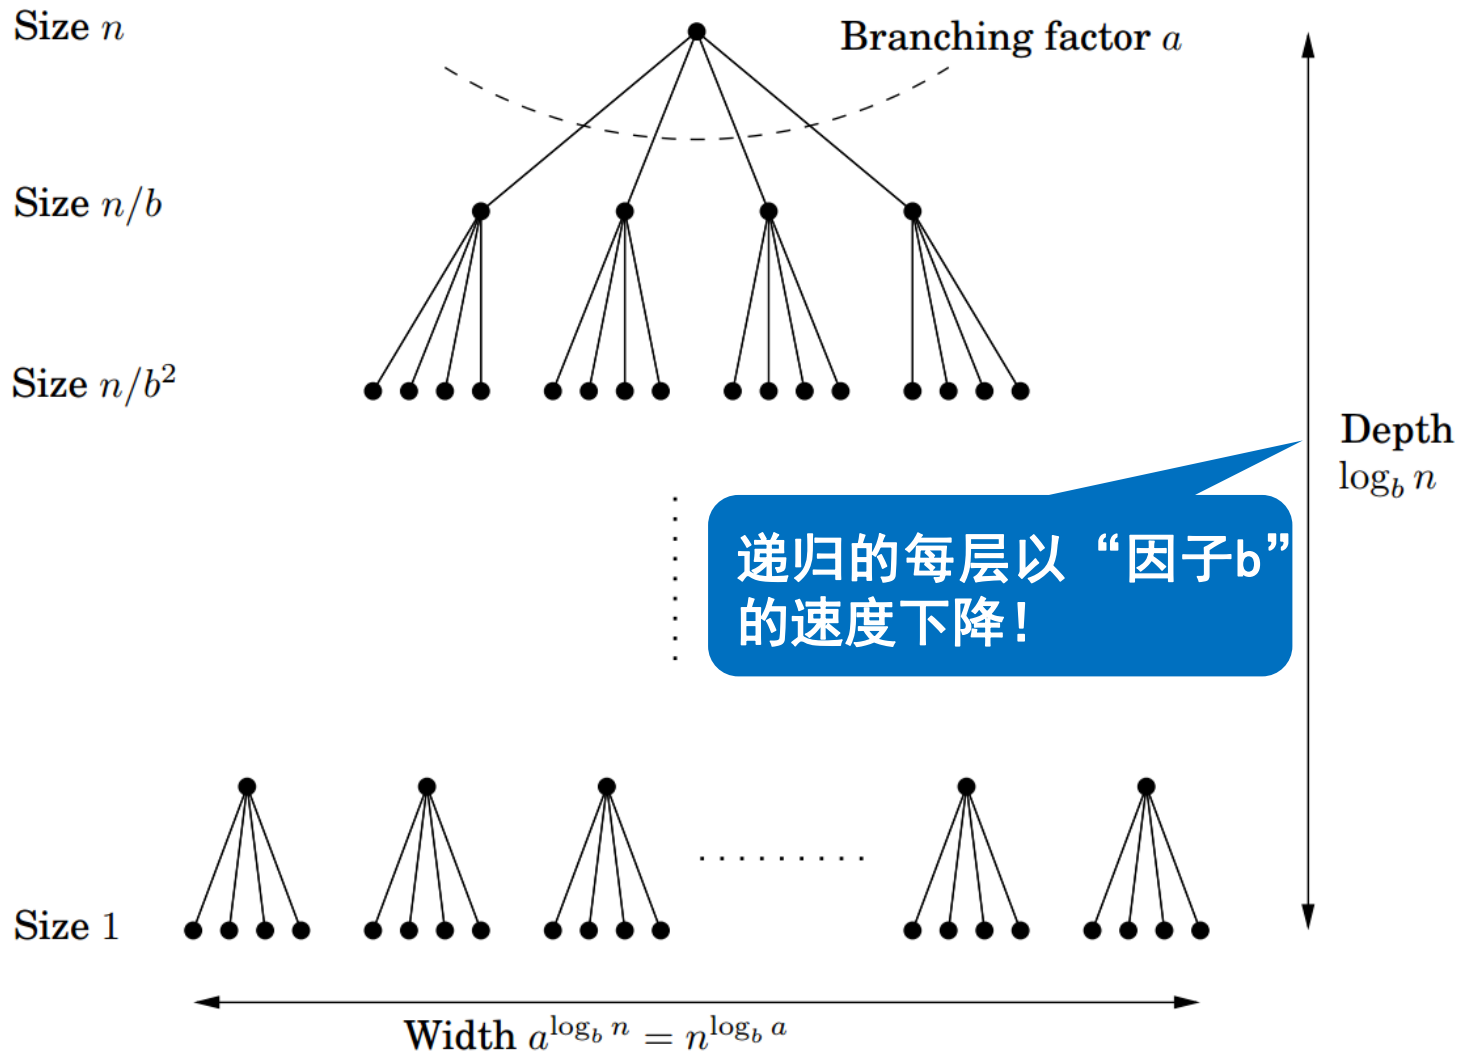 Size n
Branching factor a
Size n/b
Size n/b²
Depth
log_b n
递归的每层以“因子b”
的速度下降！
Size 1
Width a^{log_b n} = n^{log_b a}